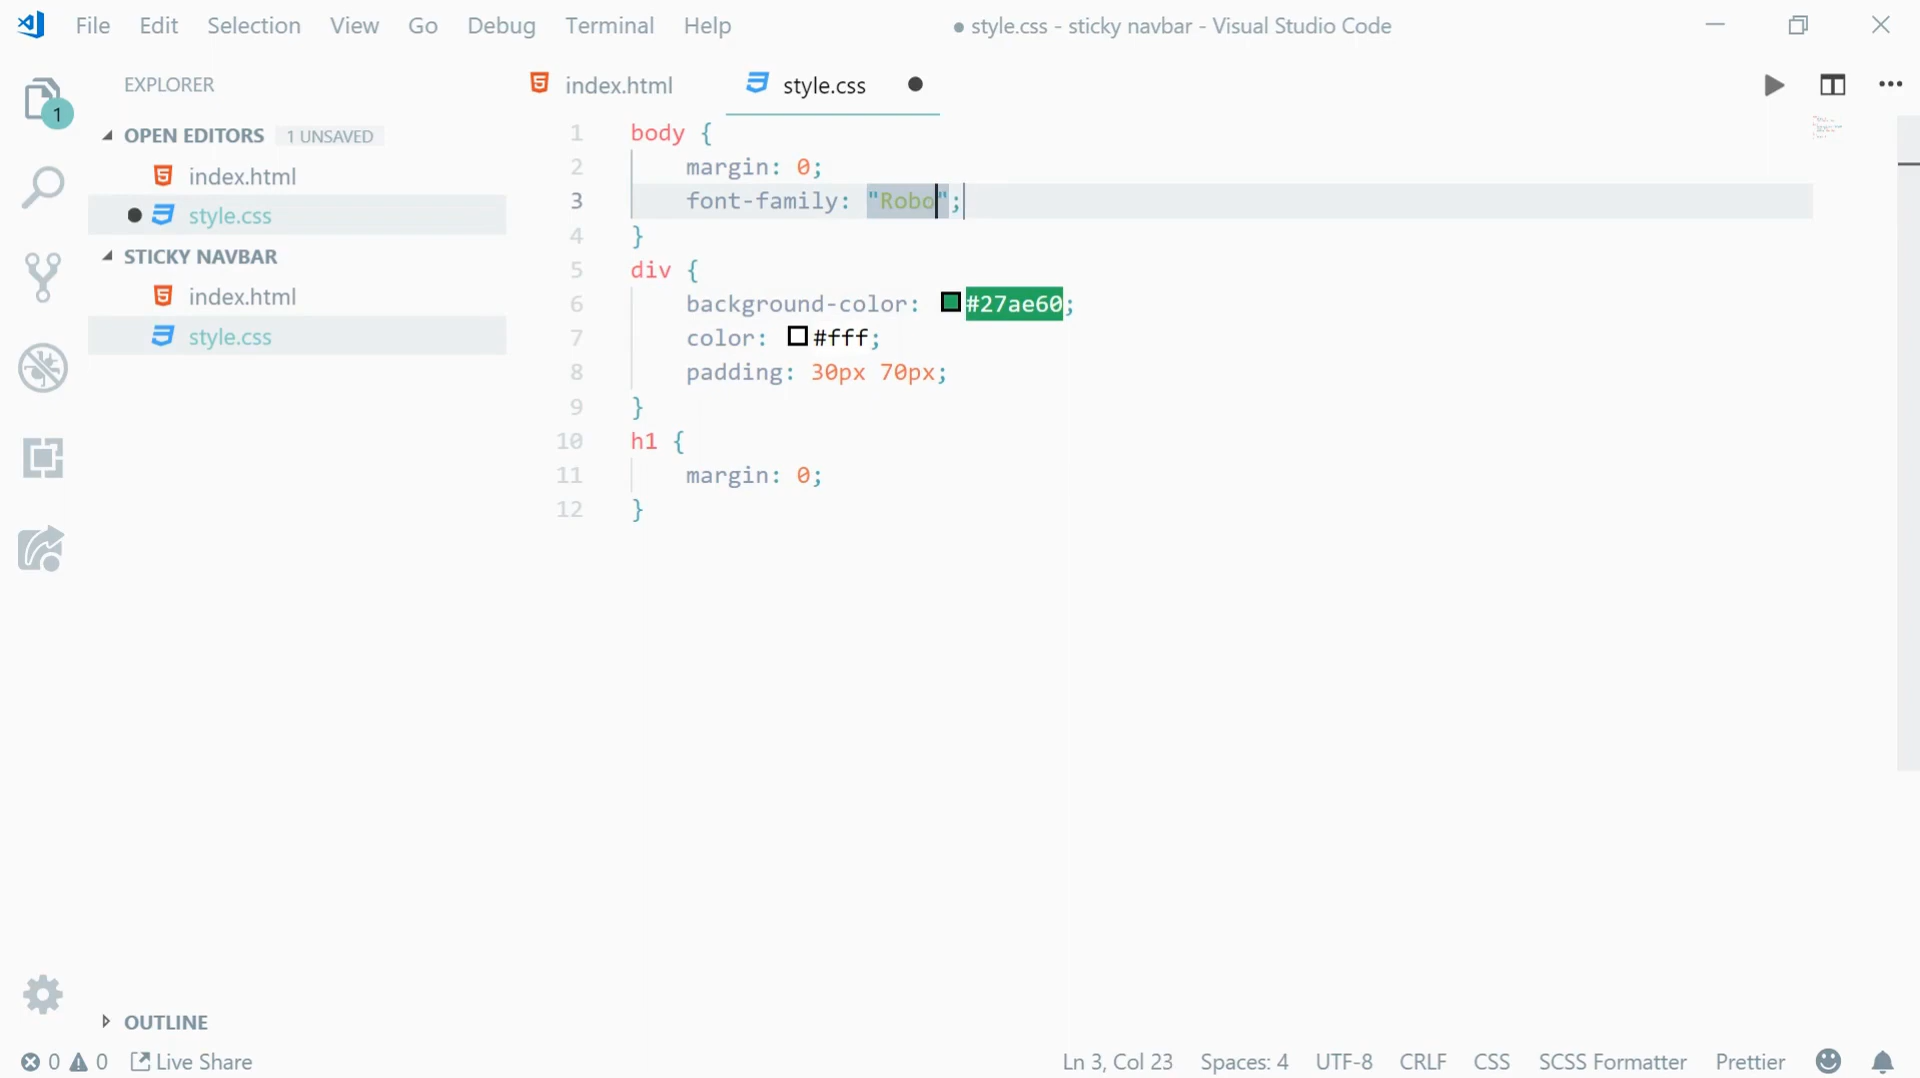 File Edit Selection View Go Debug Terminal Help
● style.css - sticky navbar - Visual Studio Code
1
EXPLORER
OPEN EDITORS 1 UNSAVED
index.html
● style.css
STICKY NAVBAR
index.html
style.css
OUTLINE
index.html style.css ●
1 body {
2 margin: 0;
3 font-family: "Robo";
4 }
5 div {
6 background-color: #27ae60;
7 color: #fff;
8 padding: 30px 70px;
9 }
10 h1 {
11 margin: 0;
12 }
0 0 Live Share Ln 3, Col 23 Spaces: 4 UTF-8 CRLF CSS SCSS Formatter Prettier